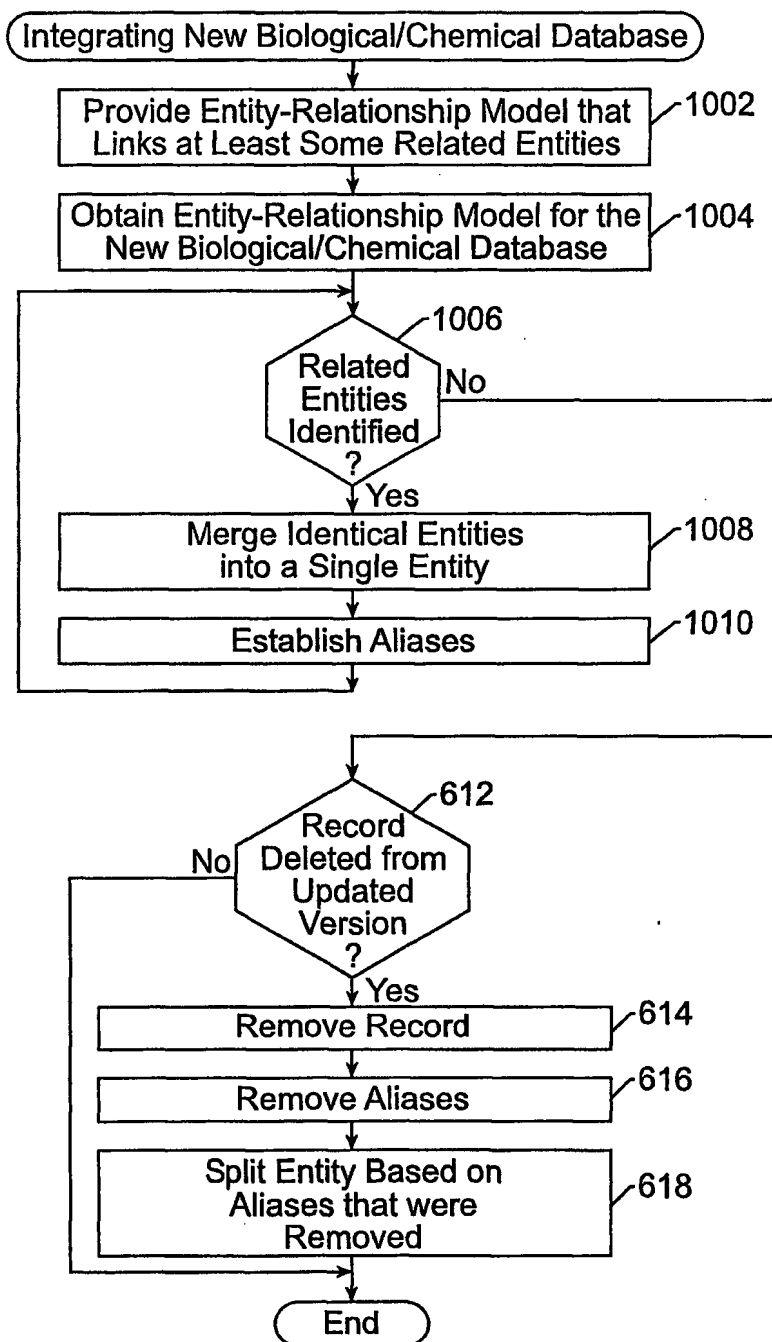 Integrating New Biological/Chemical Database
Provide Entity-Relationship Model that
Links at Least Some Related Entities
1002
Obtain Entity-Relationship Model for the
New Biological/Chemical Database
1004
1006
Related
Entities
Identified
?
No
Yes
Merge Identical Entities
into a Single Entity
1008
Establish Aliases
1010
612
Record
Deleted from
Updated
Version
?
No
Yes
Remove Record
614
Remove Aliases
616
Split Entity Based on
Aliases that were
Removed
618
End